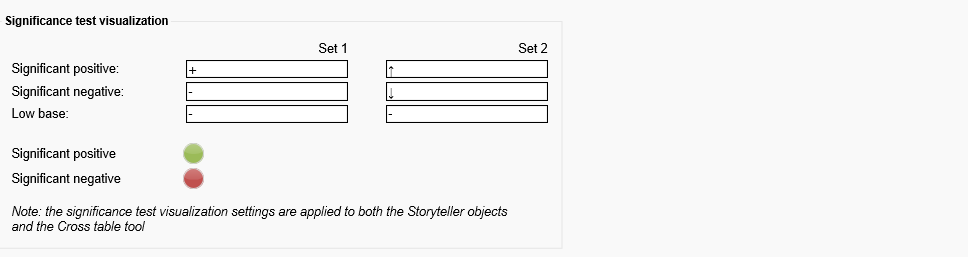 Significance test visualization
Set 1 Set 2
Significant positive: + ↑
Significant negative: - ↓
Low base: - -
Significant positive
Significant negative
Note: the significance test visualization settings are applied to both the Storyteller objects
and the Cross table tool